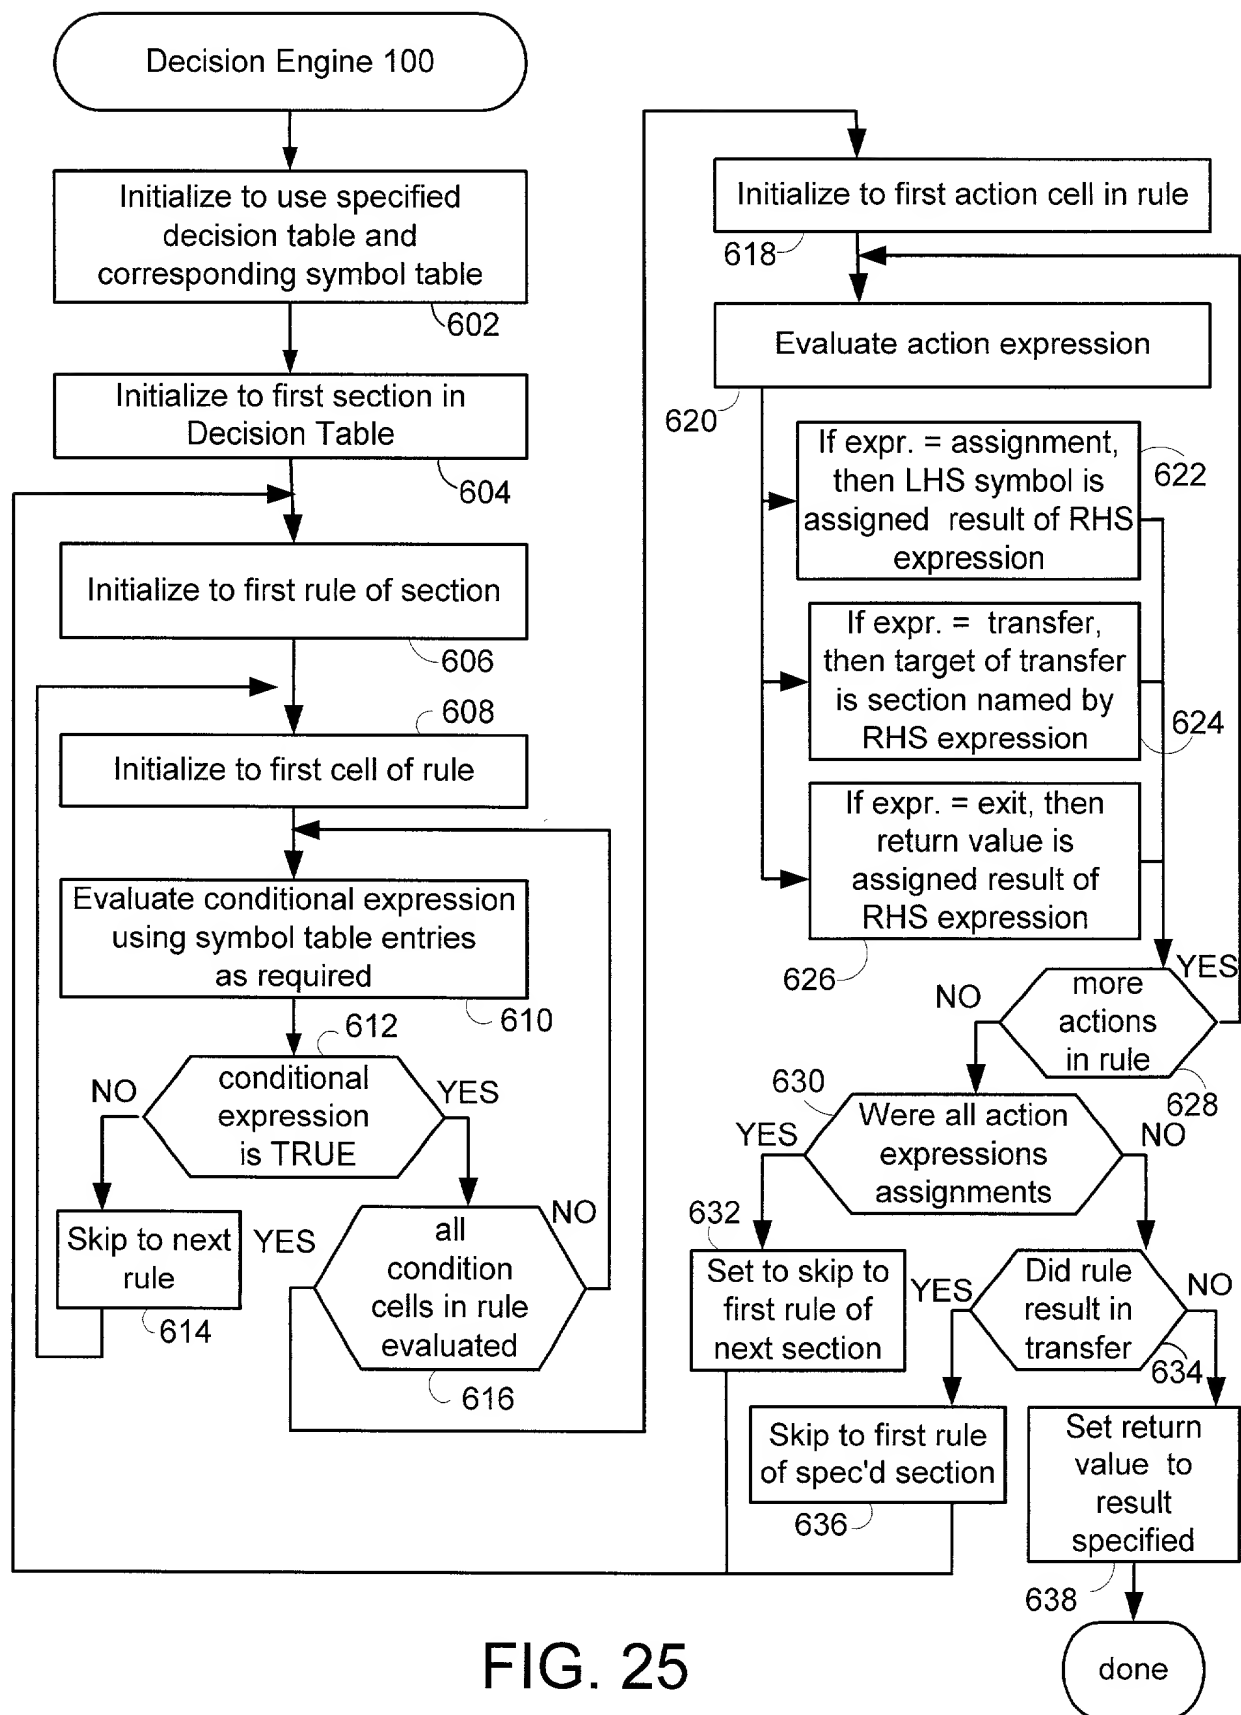 Decision Engine 100
Initialize to use specified
decision table and
corresponding symbol table
602
Initialize to first section in
Decision Table
604
Initialize to first rule of section
606
608
Initialize to first cell of rule
Evaluate conditional expression
using symbol table entries
as required
610
612
conditional
expression
is TRUE
NO
YES
Skip to next
rule
614
YES
NO
all
condition
cells in rule
evaluated
616
Initialize to first action cell in rule
618
Evaluate action expression
620
If expr. = assignment,
then LHS symbol is
assigned result of RHS
expression
622
If expr. = transfer,
then target of transfer
is section named by
RHS expression
624
If expr. = exit, then
return value is
assigned result of
RHS expression
626
YES
NO
more
actions
in rule
628
630
Were all action
expressions
assignments
YES
NO
632
Set to skip to
first rule of
next section
YES
NO
Did rule
result in
transfer
634
Skip to first rule
of spec'd section
636
Set return
value to
result
specified
638
done
FIG. 25